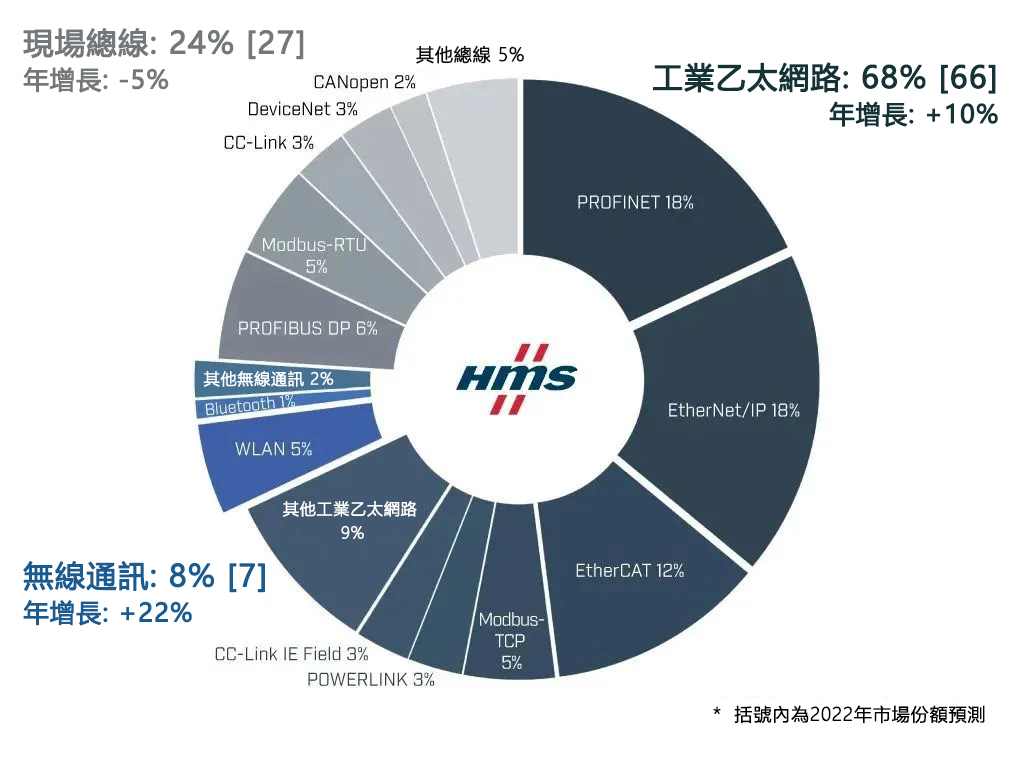 現場總線: 24% [27]
年增長: -5%
工業乙太網路: 68% [66]
年增長: +10%
其他總線 5%
CANopen 2%
DeviceNet 3%
CC-Link 3%
Modbus-RTU
5%
PROFIBUS DP 6%
其他無線通訊 2%
Bluetooth 1%
WLAN 5%
PROFINET 18%
HMS
EtherNet/IP 18%
EtherCAT 12%
Modbus-
TCP
5%
其他工業乙太網路
9%
CC-Link IE Field 3%
POWERLINK 3%
無線通訊: 8% [7]
年增長: +22%
* 括號內為2022年市場份額預測